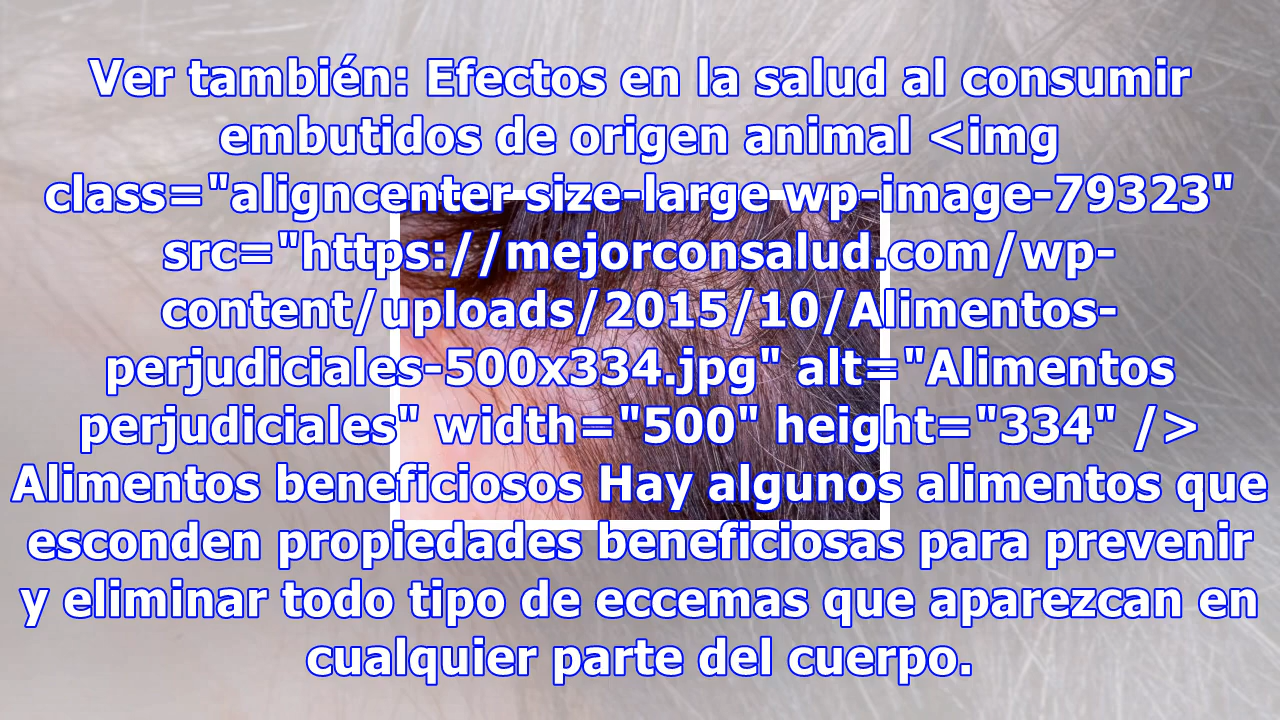 Ver también: Efectos en la salud al consumir
embutidos de origen animal <img
class="aligncenter size-large wp-image-79323"
src="https://mejorconsalud.com/wp-
content/uploads/2015/10/Alimentos-
perjudiciales-500x334.jpg" alt="Alimentos
perjudiciales" width="500" height="334" />
Alimentos beneficiosos Hay algunos alimentos que
esconden propiedades beneficiosas para prevenir
y eliminar todo tipo de eccemas que aparezcan en
cualquier parte del cuerpo.